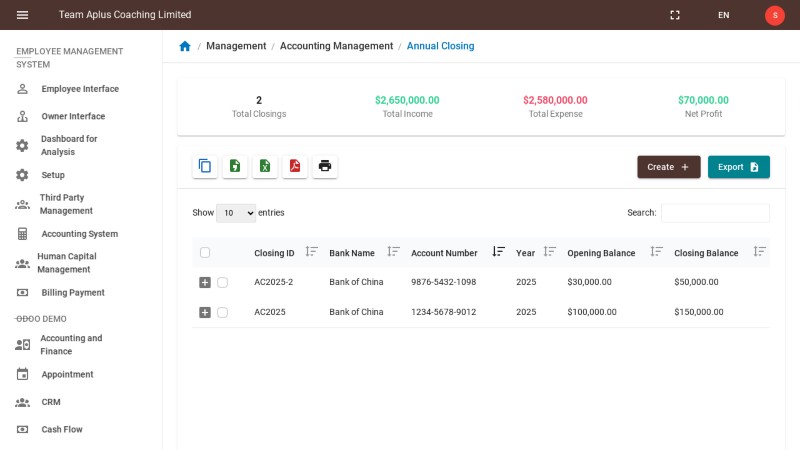 Team Aplus Coaching Limited
EN
S
EMPLOYEE MANAGEMENT
SYSTEM
Employee Interface
Owner Interface
Dashboard for
Analysis
Setup
Third Party
Management
Accounting System
Human Capital
Management
Billing Payment
ODOO DEMO
Accounting and
Finance
Appointment
CRM
Cash Flow
/ Management / Accounting Management / Annual Closing
2
Total Closings
$2,650,000.00
Total Income
$2,580,000.00
Total Expense
$70,000.00
Net Profit
Create +
Export
Show 10 entries
Search:
Closing ID Bank Name Account Number Year Opening Balance Closing Balance
AC2025-2 Bank of China 9876-5432-1098 2025 $30,000.00 $50,000.00
AC2025 Bank of China 1234-5678-9012 2025 $100,000.00 $150,000.00